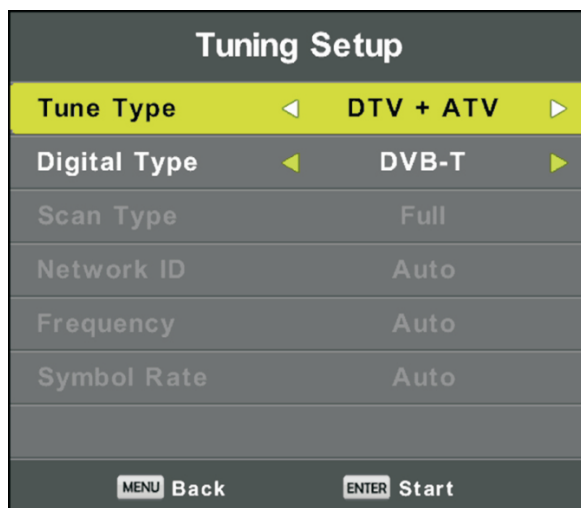 Tuning Setup
Tune Type DTV + ATV
Digital Type DVB-T
Scan Type Full
Network ID Auto
Frequency Auto
Symbol Rate Auto
MENU Back ENTER Start